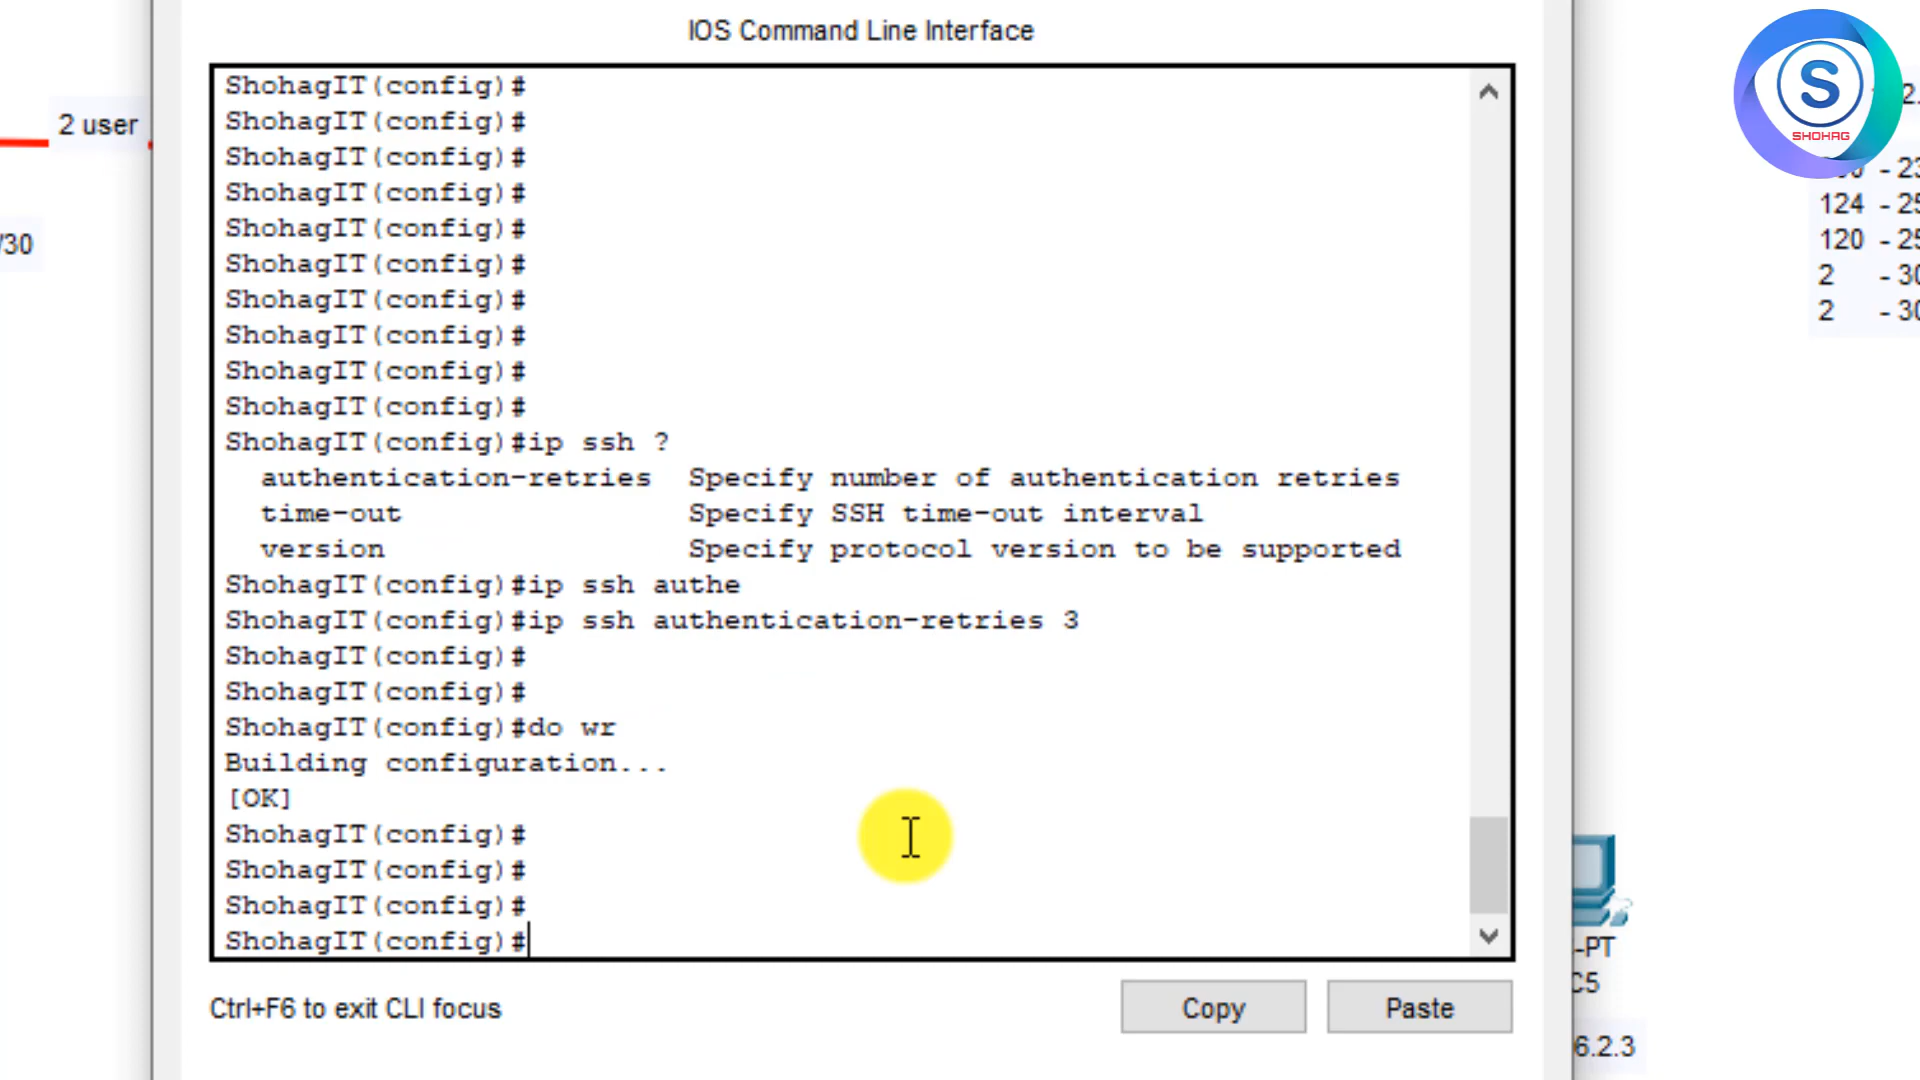 IOS Command Line Interface
ShohagIT(config)#
ShohagIT(config)#
ShohagIT(config)#
ShohagIT(config)#
ShohagIT(config)#
ShohagIT(config)#
ShohagIT(config)#
ShohagIT(config)#
ShohagIT(config)#
ShohagIT(config)#
ShohagIT(config)#ip ssh ?
authentication-retries Specify number of authentication retries
time-out Specify SSH time-out interval
version Specify protocol version to be supported
ShohagIT(config)#ip ssh authe
ShohagIT(config)#ip ssh authentication-retries 3
ShohagIT(config)#
ShohagIT(config)#
ShohagIT(config)#do wr
Building configuration...
[OK]
ShohagIT(config)#
ShohagIT(config)#
ShohagIT(config)#
ShohagIT(config)#
Ctrl+F6 to exit CLI focus
Copy
Paste
2 user
/30
S
SHOHAG
124 - 25
120 - 25
2 - 30
2 - 30
-PT
C5
6.2.3